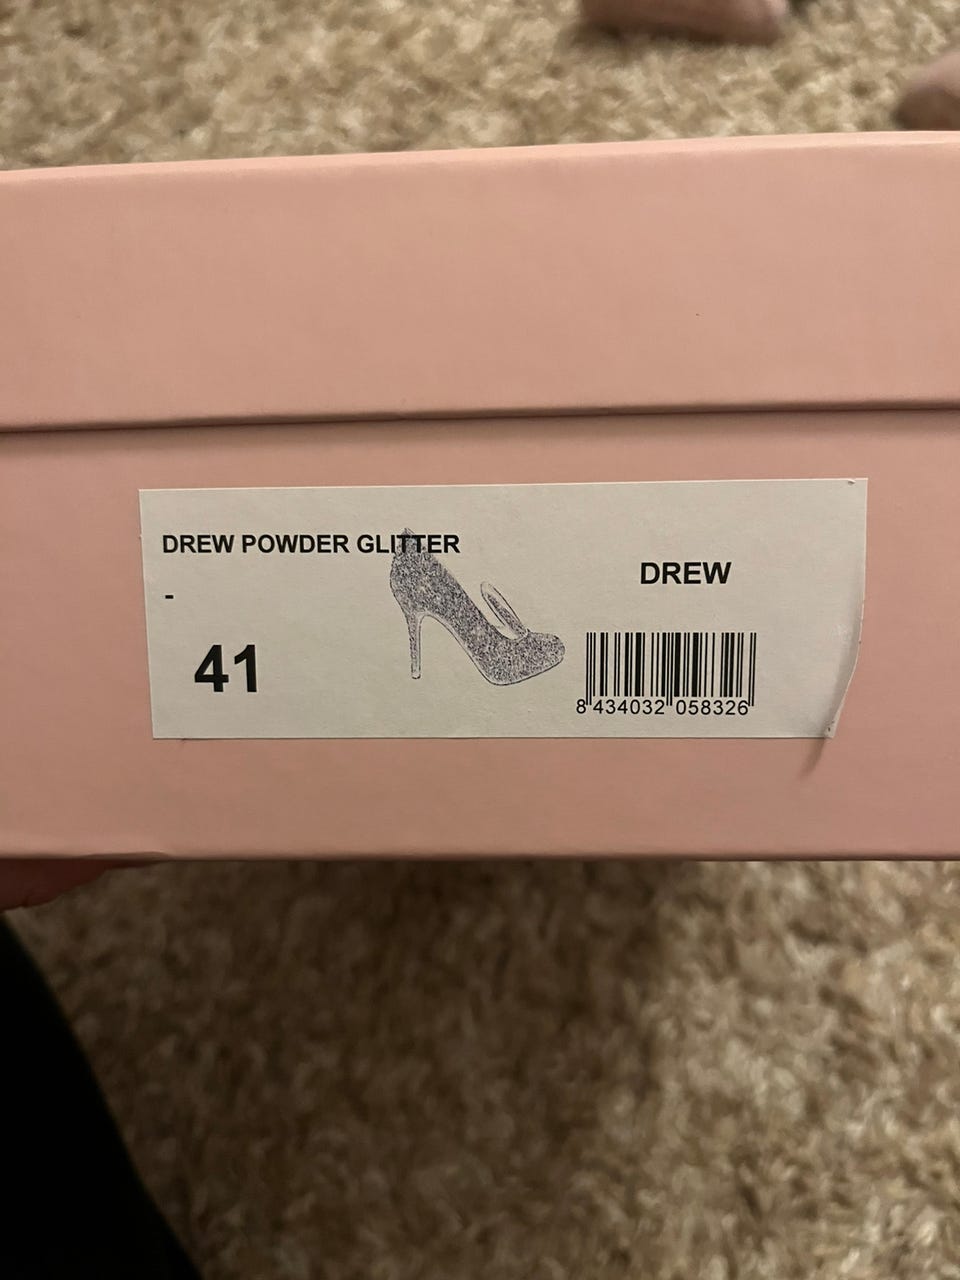 DREW POWDER GLITTER
-
41
DREW
8 434032 058326